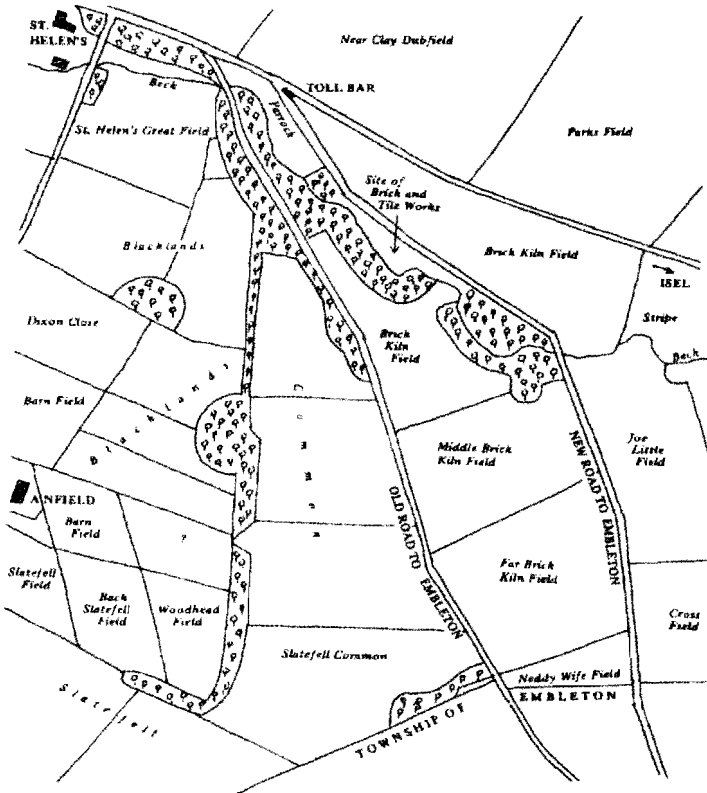 ST.
HELEN'S
Near Clay Dubfield
Beck
TOLL BAR
Parrock
St. Helen's Great Field
Parks Field
Site of
Brick and
Tile Works
Blacklands
Brick Kiln Field
ISEL
Dixon Close
Stripe
Brick
Kiln
Field
Beck
Blacklands
Common
Barn Field
Middle Brick
Kiln Field
Joe
Little
Field
NEW ROAD TO EMBLETON
OLD ROAD TO EMBLETON
AINFIELD
Barn
Field
?
Far Brick
Kiln Field
Slatefell
Field
Back
Slatefell
Field
Woodhead
Field
Cross
Field
Slatefell Common
Neddy Wife Field
Slatefell
TOWNSHIP OF EMBLETON